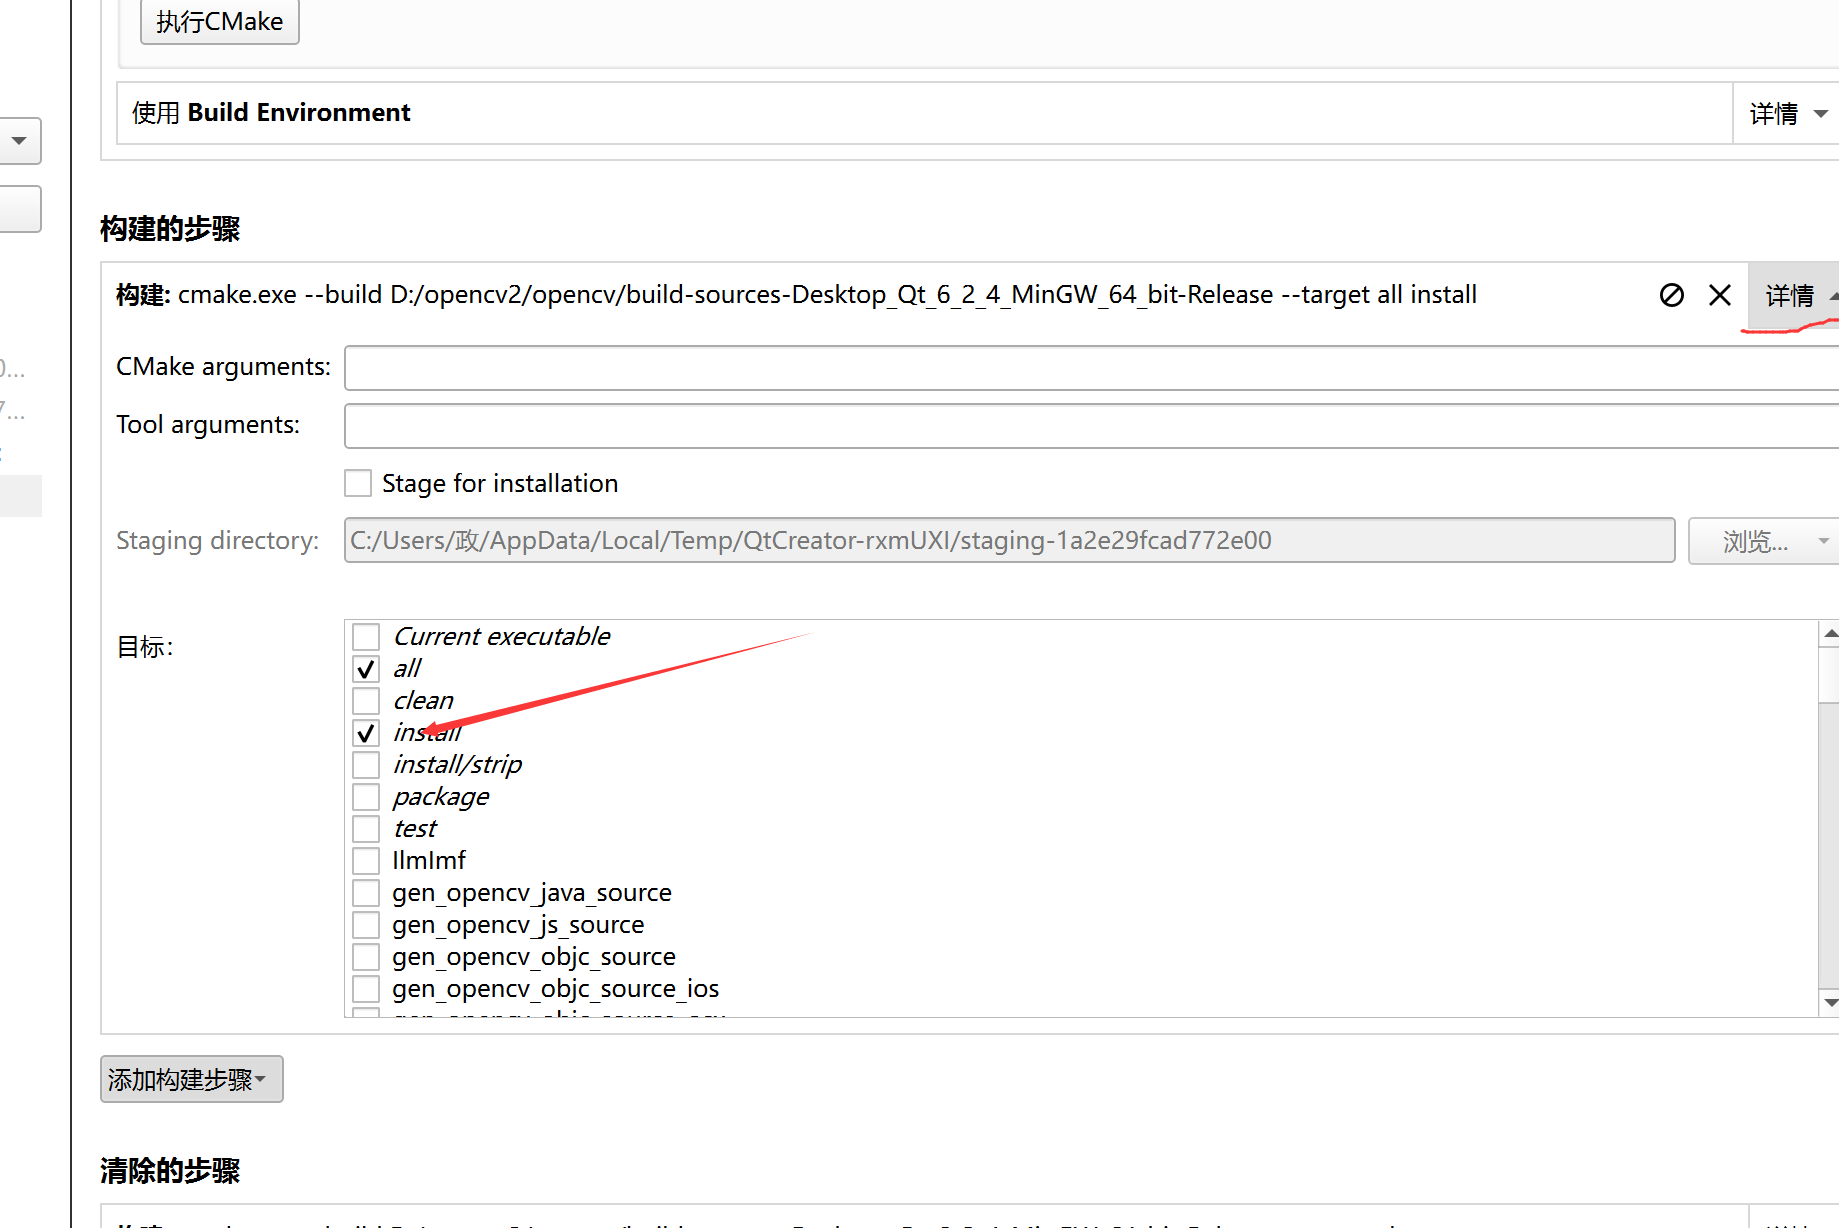 执行CMake
使用 Build Environment
详情
构建的步骤
构建: cmake.exe --build D:/opencv2/opencv/build-sources-Desktop_Qt_6_2_4_MinGW_64_bit-Release --target all install
详情
CMake arguments:
0...
7...
Tool arguments:
Stage for installation
Staging directory: C:/Users/政/AppData/Local/Temp/QtCreator-rxmUXI/staging-1a2e29fcad772e00
浏览...
目标:
Current executable
all
clean
install
install/strip
package
test
IlmImf
gen_opencv_java_source
gen_opencv_js_source
gen_opencv_objc_source
gen_opencv_objc_source_ios
添加构建步骤
清除的步骤